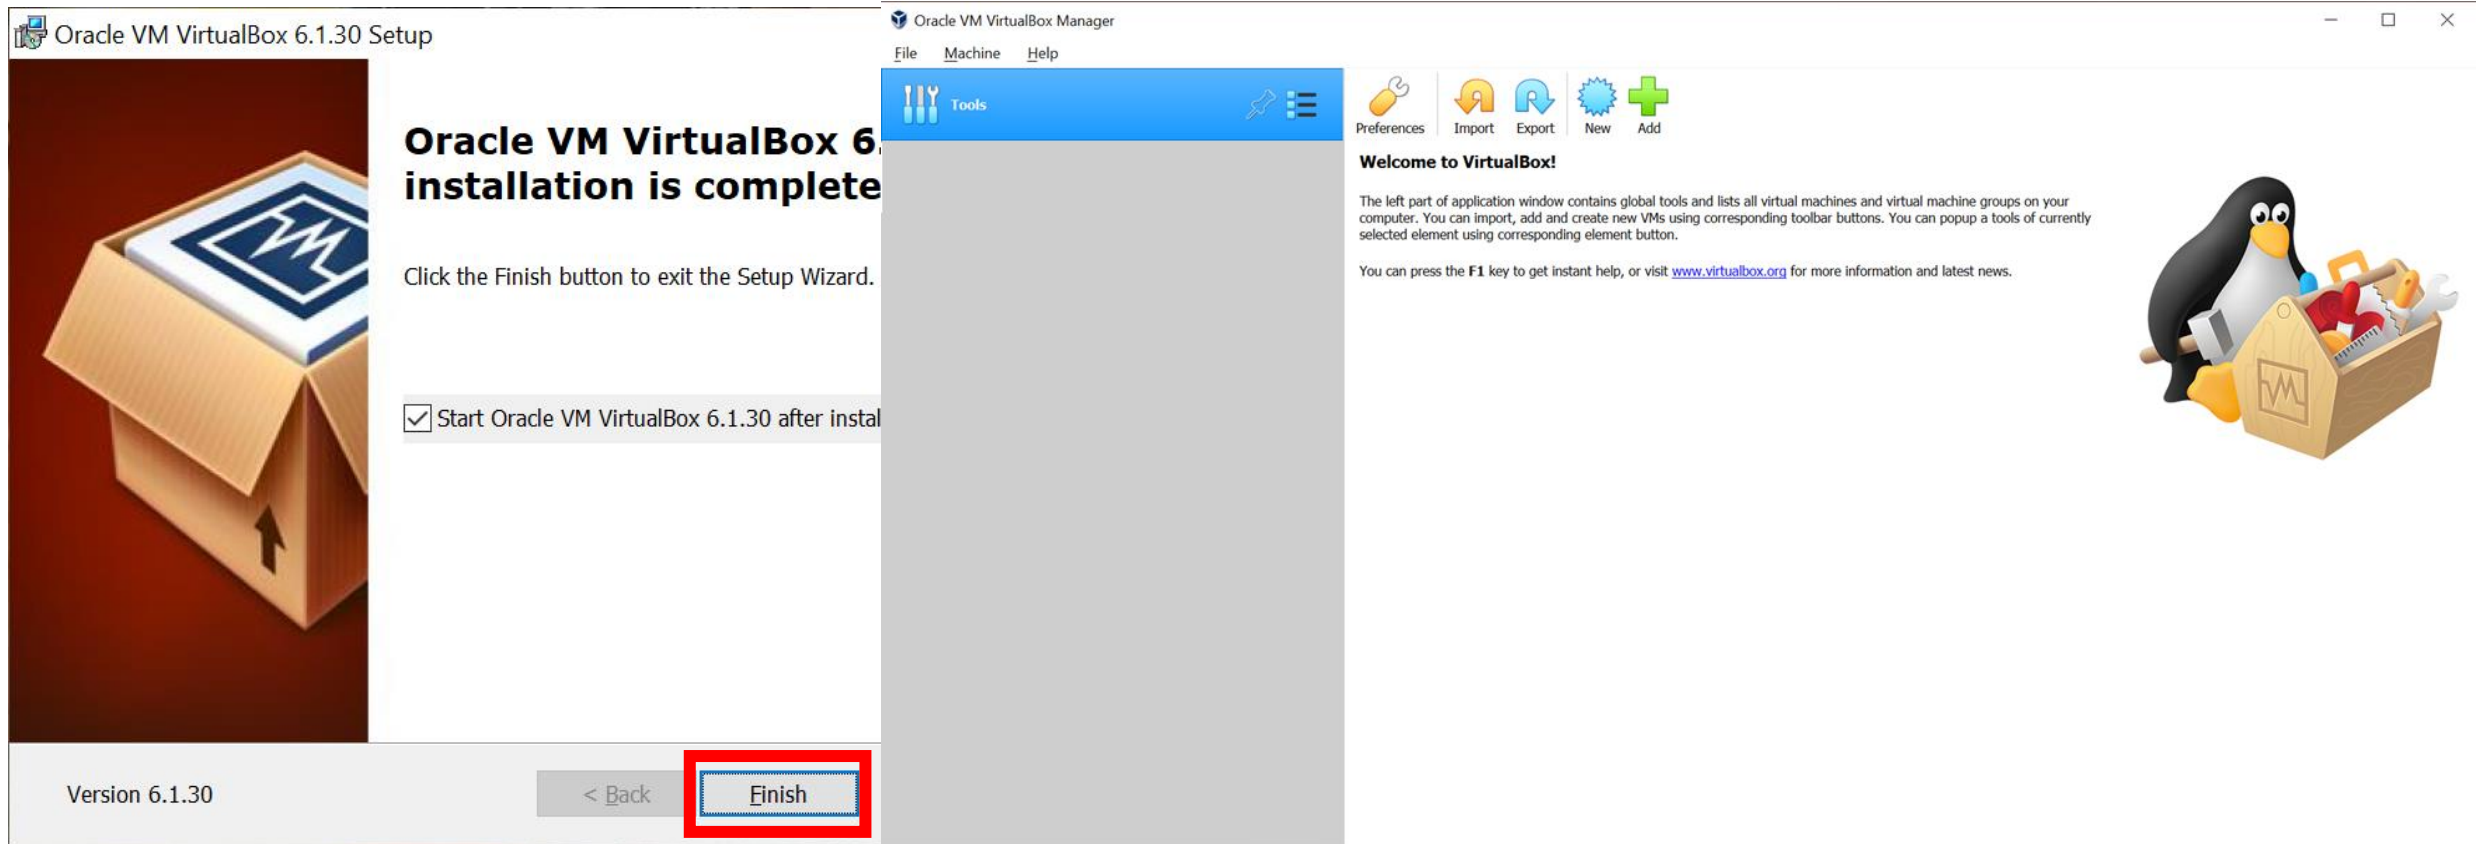 Oracle VM VirtualBox 6.1.30 Setup
Oracle VM VirtualBox 6.
installation is complete
Click the Finish button to exit the Setup Wizard.
Start Oracle VM VirtualBox 6.1.30 after instal
Version 6.1.30
< Back
Finish
Oracle VM VirtualBox Manager
File Machine Help
Tools
Preferences Import Export New Add
Welcome to VirtualBox!
The left part of application window contains global tools and lists all virtual machines and virtual machine groups on your
computer. You can import, add and create new VMs using corresponding toolbar buttons. You can popup a tools of currently
selected element using corresponding element button.
You can press the F1 key to get instant help, or visit www.virtualbox.org for more information and latest news.